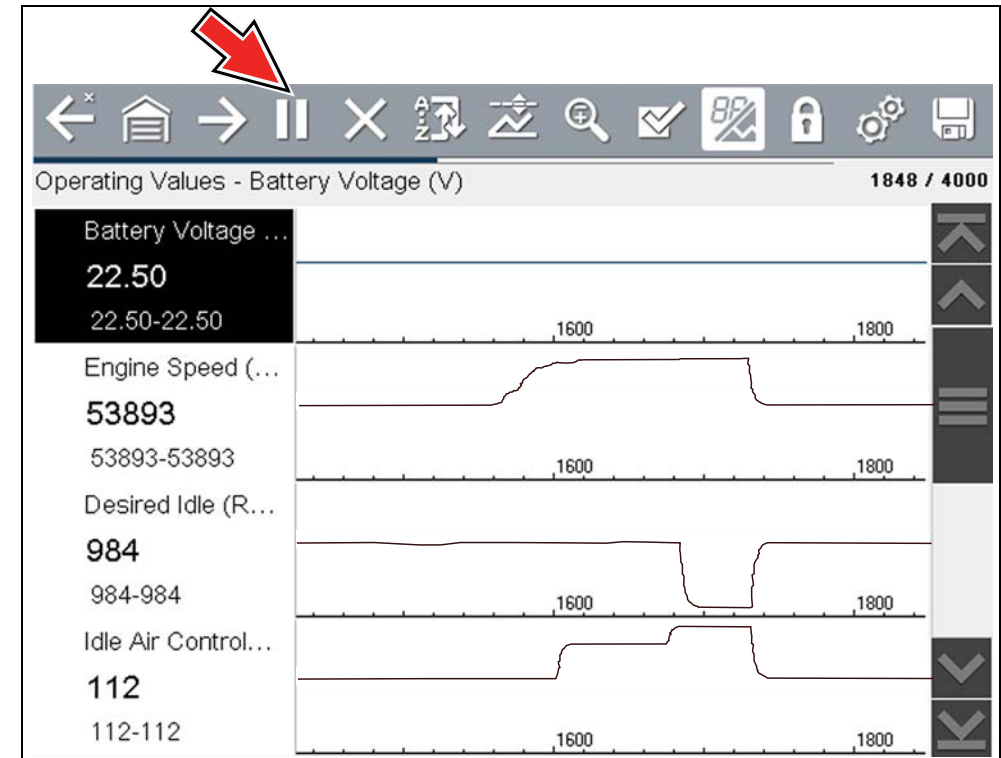 Operating Values - Battery Voltage (V)
1848 / 4000
Battery Voltage ...
22.50
22.50-22.50
1600
1800
Engine Speed (...
53893
53893-53893
1600
1800
Desired Idle (R...
984
984-984
1600
1800
Idle Air Control...
112
112-112
1600
1800